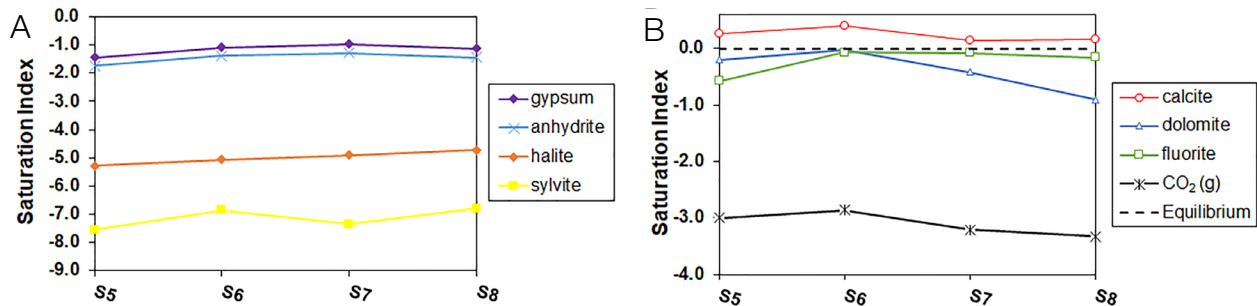 A
Saturation Index
0.0
-1.0
-2.0
-3.0
-4.0
-5.0
-6.0
-7.0
-8.0
-9.0
S5
S6
S7
S8
gypsum
anhydrite
halite
sylvite
B
Saturation Index
0.0
-1.0
-2.0
-3.0
-4.0
S5
S6
S7
S8
calcite
dolomite
fluorite
CO₂ (g)
Equilibrium